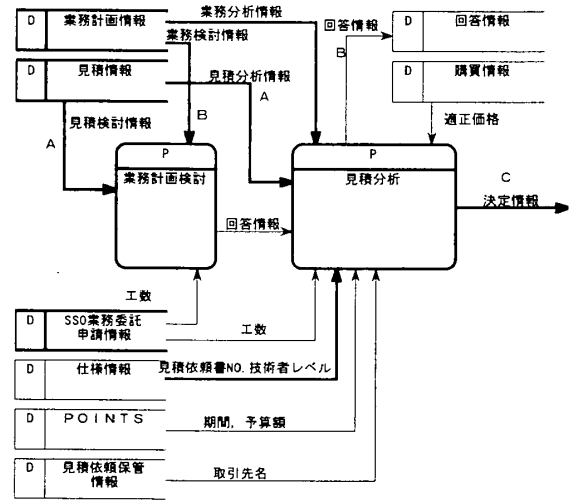 D 業務計画情報
業務分析情報
業務検討情報
回答情報
B
D 回答情報
D 見積情報
見積分析情報
A
D 購買情報
見積検討情報
A
B
適正価格
P
業務計画検討
P
見積分析
C
決定情報
回答情報
工数
D SSO業務委託
申請情報
工数
D 仕様情報
見積依頼書NO. 技術者レベル
D POINTS
期間, 予算額
D 見積依頼保管
情報
取引先名